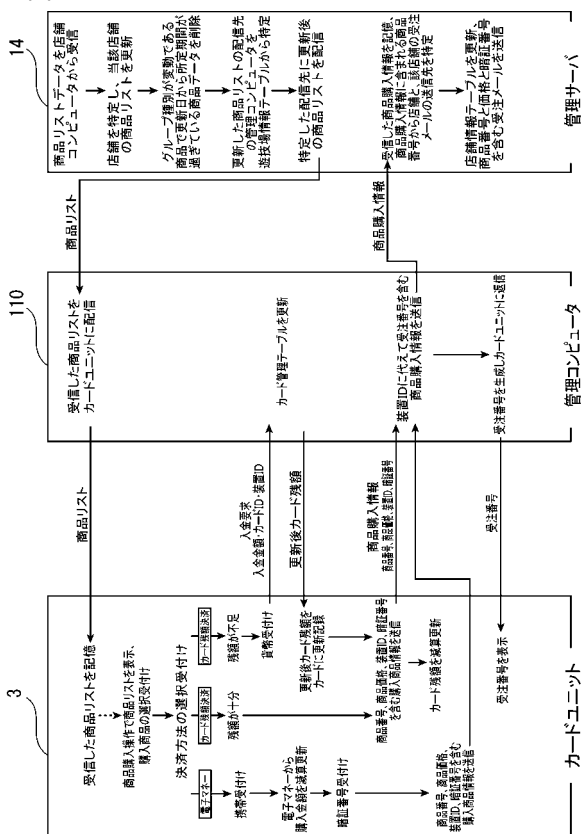 14
管理サーバ
商品リストデータを店舗
コンピュータから受信
店舗を特定し、当該店舗
の商品リストを更新
グループ種別が変動である
商品で更新日から所定期間が
過ぎている商品データを削除
更新した商品リストの配信先
の管理コンピュータを
遊技場情報テーブルから特定
特定した配信先に更新後
の商品リストを配信
受信した商品購入情報を記憶、
商品購入情報に含まれる商品
番号から店舗と、該店舗の受注
メールの送信先を特定
店舗情報テーブルを更新、
商品番号と価格と暗証番号
を含む受注メールを送信
商品リスト
商品購入情報
110
管理コンピュータ
受信した商品リストを
カードユニットに配信
カード管理テーブルを更新
装置IDに代えて受注番号を含む
商品購入情報を送信
受注番号を生成しカードユニットに返信
商品リスト
入金要求
入金金額・カードID・装置ID
更新後カード残額
商品購入情報
商品番号、商品価格、装置ID、暗証番号
受注番号
3
カードユニット
受信した商品リストを記憶
商品購入操作で商品リストを表示、
購入商品の選択受付け
決済方法の選択受付け
電子マネー
カード残額決済
カード残額決済
携帯受付け
残額が十分
残額が不足
貨幣受付け
電子マネーから
購入金額を減算更新
更新後カード残額を
カードに更新記録
暗証番号受付け
商品番号、商品価格、装置ID、暗証番号
を含む購入商品情報を送信
商品番号、商品価格、
装置ID、暗証番号を含む
購入商品情報を送信
カード残額を減算更新
受注番号を表示